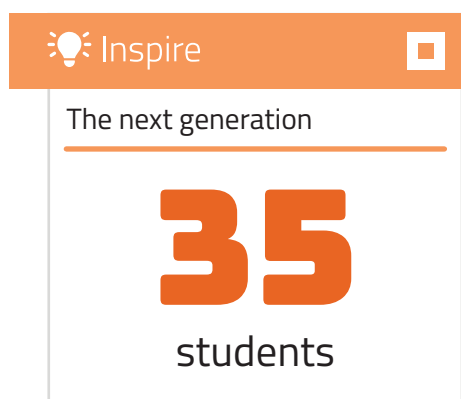 Inspire
The next generation
35
students